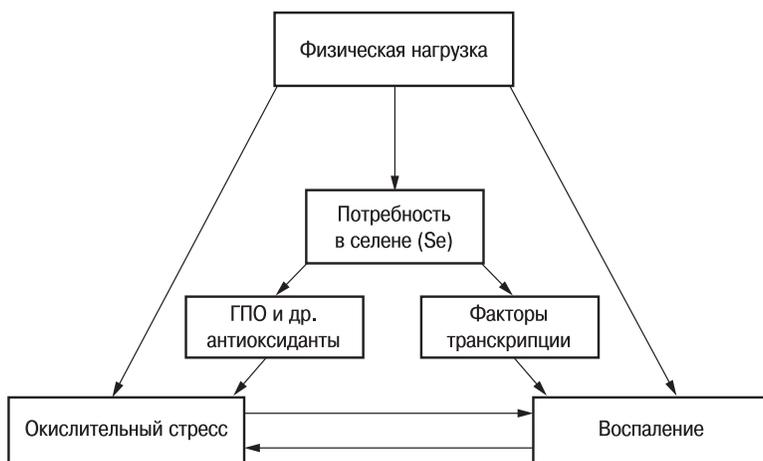 Физическая нагрузка
Потребность
в селене (Se)
ГПО и др.
антиоксиданты
Факторы
транскрипции
Окислительный стресс
Воспаление